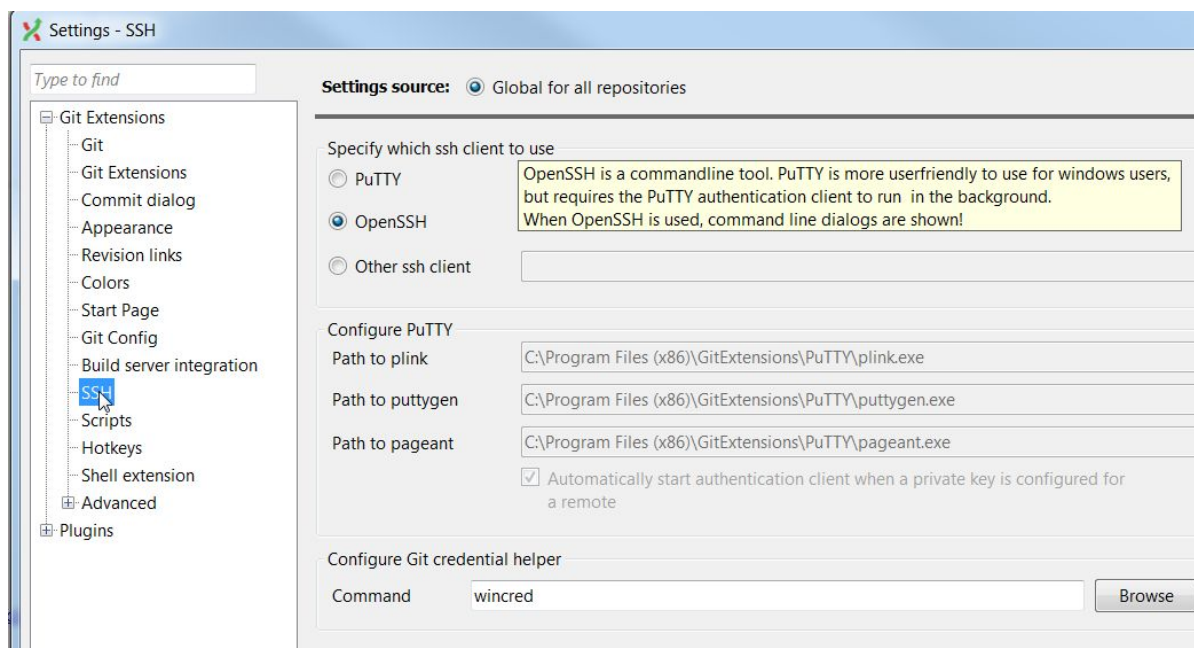 Settings - SSH
Type to find
Settings source: Global for all repositories
Git Extensions
Git
Git Extensions
Commit dialog
Appearance
Revision links
Colors
Start Page
Git Config
Build server integration
SSH
Scripts
Hotkeys
Shell extension
Advanced
Plugins
Specify which ssh client to use
PuTTY
OpenSSH
Other ssh client
OpenSSH is a commandline tool. PuTTY is more userfriendly to use for windows users,
but requires the PuTTY authentication client to run in the background.
When OpenSSH is used, command line dialogs are shown!
Configure PuTTY
Path to plink C:\Program Files (x86)\GitExtensions\PuTTY\plink.exe
Path to puttygen C:\Program Files (x86)\GitExtensions\PuTTY\puttygen.exe
Path to pageant C:\Program Files (x86)\GitExtensions\PuTTY\pageant.exe
Automatically start authentication client when a private key is configured for
a remote
Configure Git credential helper
Command wincred Browse